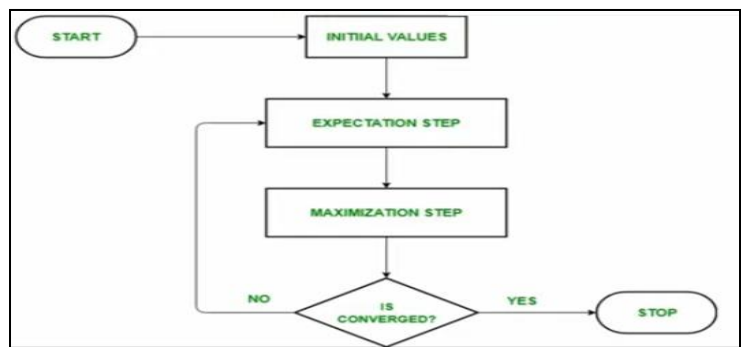 START
INITIIAL VALUES
EXPECTATION STEP
MAXIMIZATION STEP
NO
IS
CONVERGED?
YES
STOP